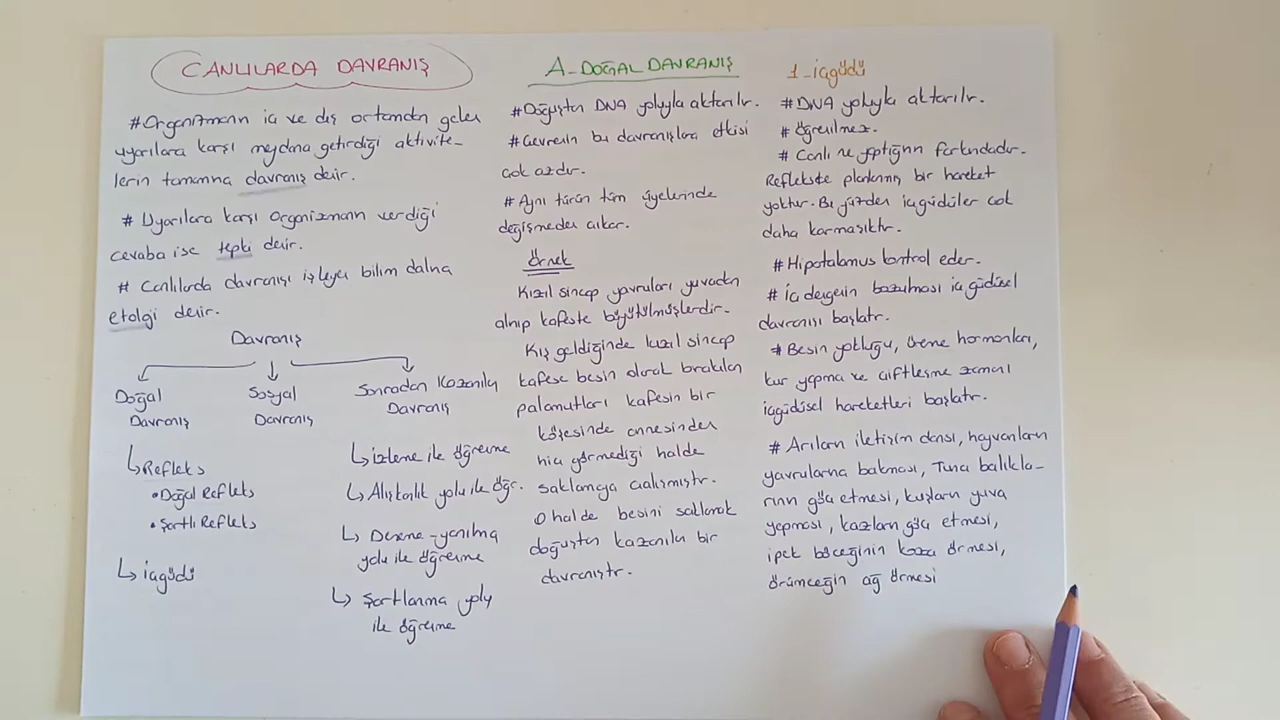 CANLILARDA DAVRANIŞ
#Organizmanın iç ve dış ortamdan gelen
uyarılara karşı meydana getirdiği aktivite-
lerin tamamına davranış denir.
# Uyarılara karşı organizmanın verdiği
cevaba ise tepki denir.
# Canlılarda davranışı işleyen bilim dalına
etoloji denir.
Davranış
Doğal Davranış
Sosyal Davranış
Sonradan Kazanılan Davranış
Refleks
• Doğal Refleks
• Şartlı Refleks
İçgüdü
İzleme ile öğrenme
Alışkanlık yolu ile öğr.
Deneme-yanılma
yolu ile öğrenme
Şartlanma yolu
ile öğrenme
A_DOĞAL DAVRANIŞ
#Doğuştan DNA yoluyla aktarılır.
#Çevrenin bu davranışlara etkisi
çok azdır.
# Aynı türün tüm üyelerinde
değişmeden çıkar.
Örnek
Kızıl sincap yavruları yuvadan
alınıp kafeste büyütülmüşlerdir.
Kış geldiğinde kızıl sincap
kafese besin olarak bırakılan
palamutları kafesin bir
köşesinde annesinden
hiç görmediği halde
saklamaya çalışmıştır.
O halde besini saklamak
doğuştan kazanılan bir
davranıştır.
1_İçgüdü
# DNA yoluyla aktarılır.
# Öğrenilmez.
# Canlı ne yaptığının farkındadır.
Reflekste planlanmış bir hareket
yoktur. Bu yüzden içgüdüler çok
daha karmaşıktır.
# Hipotalamus kontrol eder.
# İç dengenin bozulması içgüdüsel
davranışı başlatır.
# Besin yokluğu, üreme hormonları,
kur yapma ve çiftleşme zamanı
içgüdüsel hareketleri başlatır.
# Arıların iletişim dansı, hayvanların
yavrularına bakması, Tuna balıkla-
rının göç etmesi, kuşların yuva
yapması, kazların göç etmesi,
ipek böceğinin koza örmesi,
örümceğin ağ örmesi